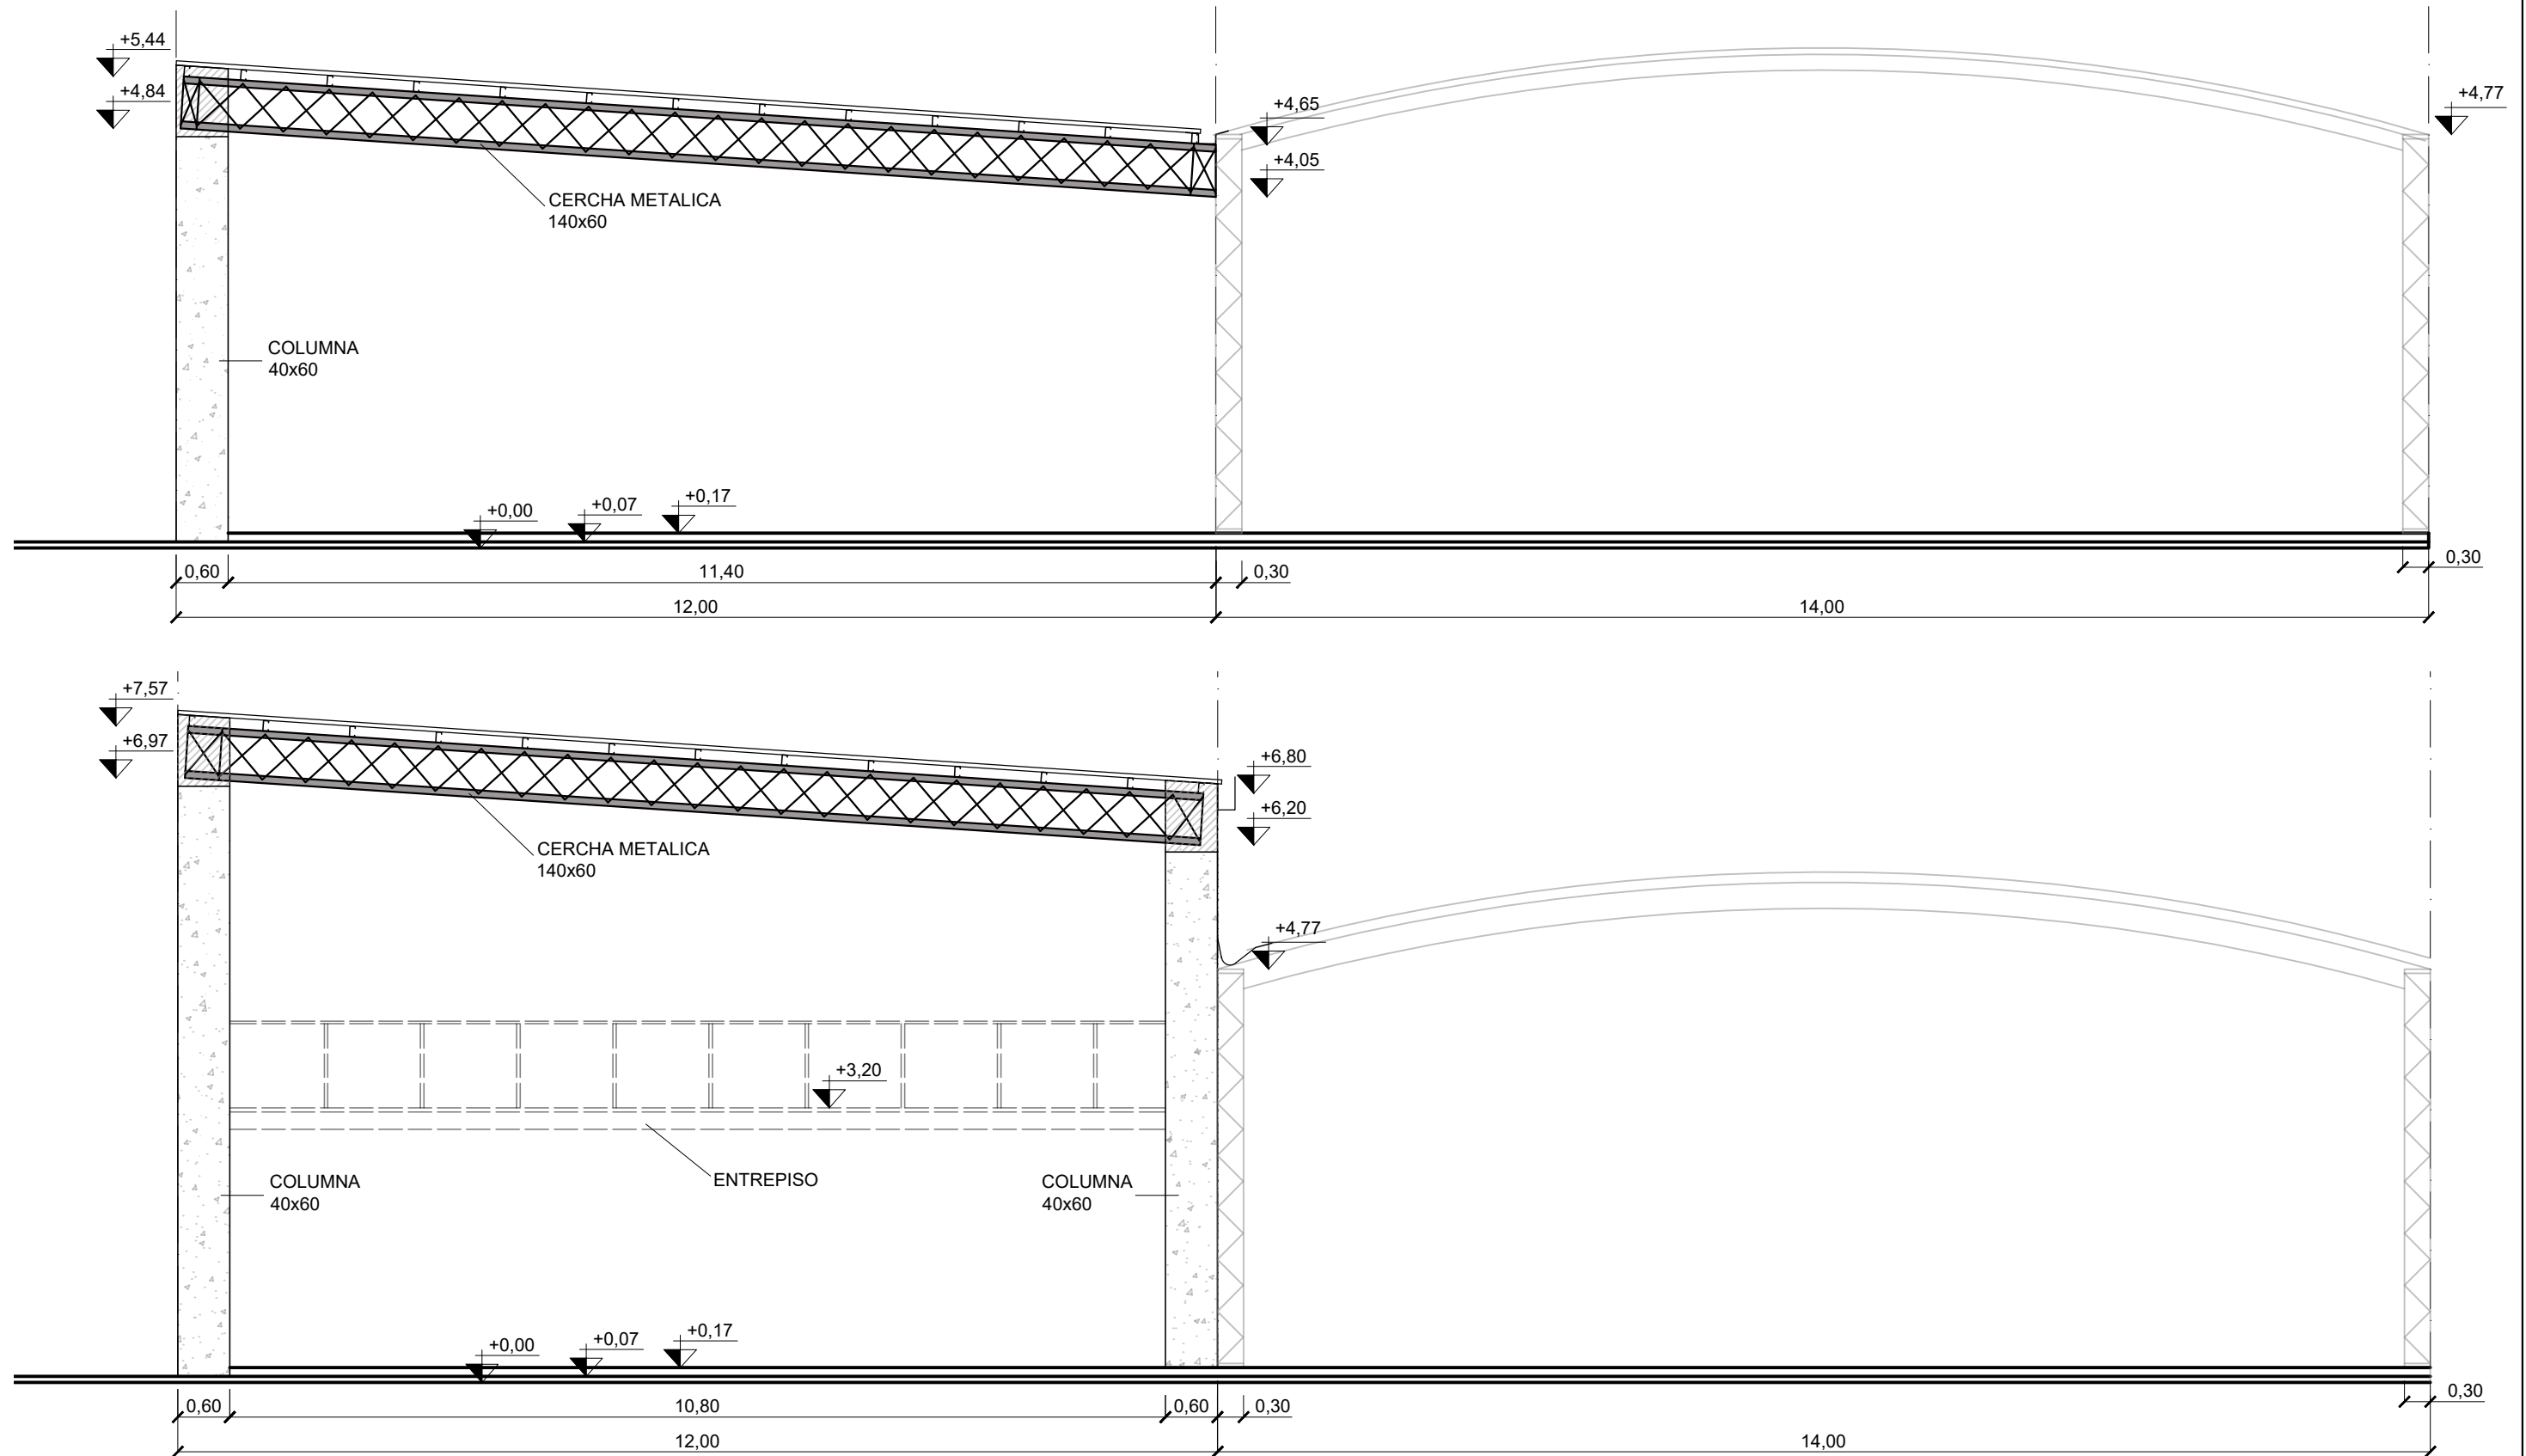 +5,44
+4,84
+4,65
+4,77
+4,05
CERCHA METALICA
140x60
COLUMNA
40x60
+0,00
+0,07
+0,17
0,60
11,40
0,30
0,30
12,00
14,00
+7,57
+6,97
+6,80
+6,20
CERCHA METALICA
140x60
+4,77
+3,20
ENTREPISO
COLUMNA
40x60
COLUMNA
40x60
+0,00
+0,07
+0,17
0,60
10,80
0,60
0,30
0,30
12,00
14,00